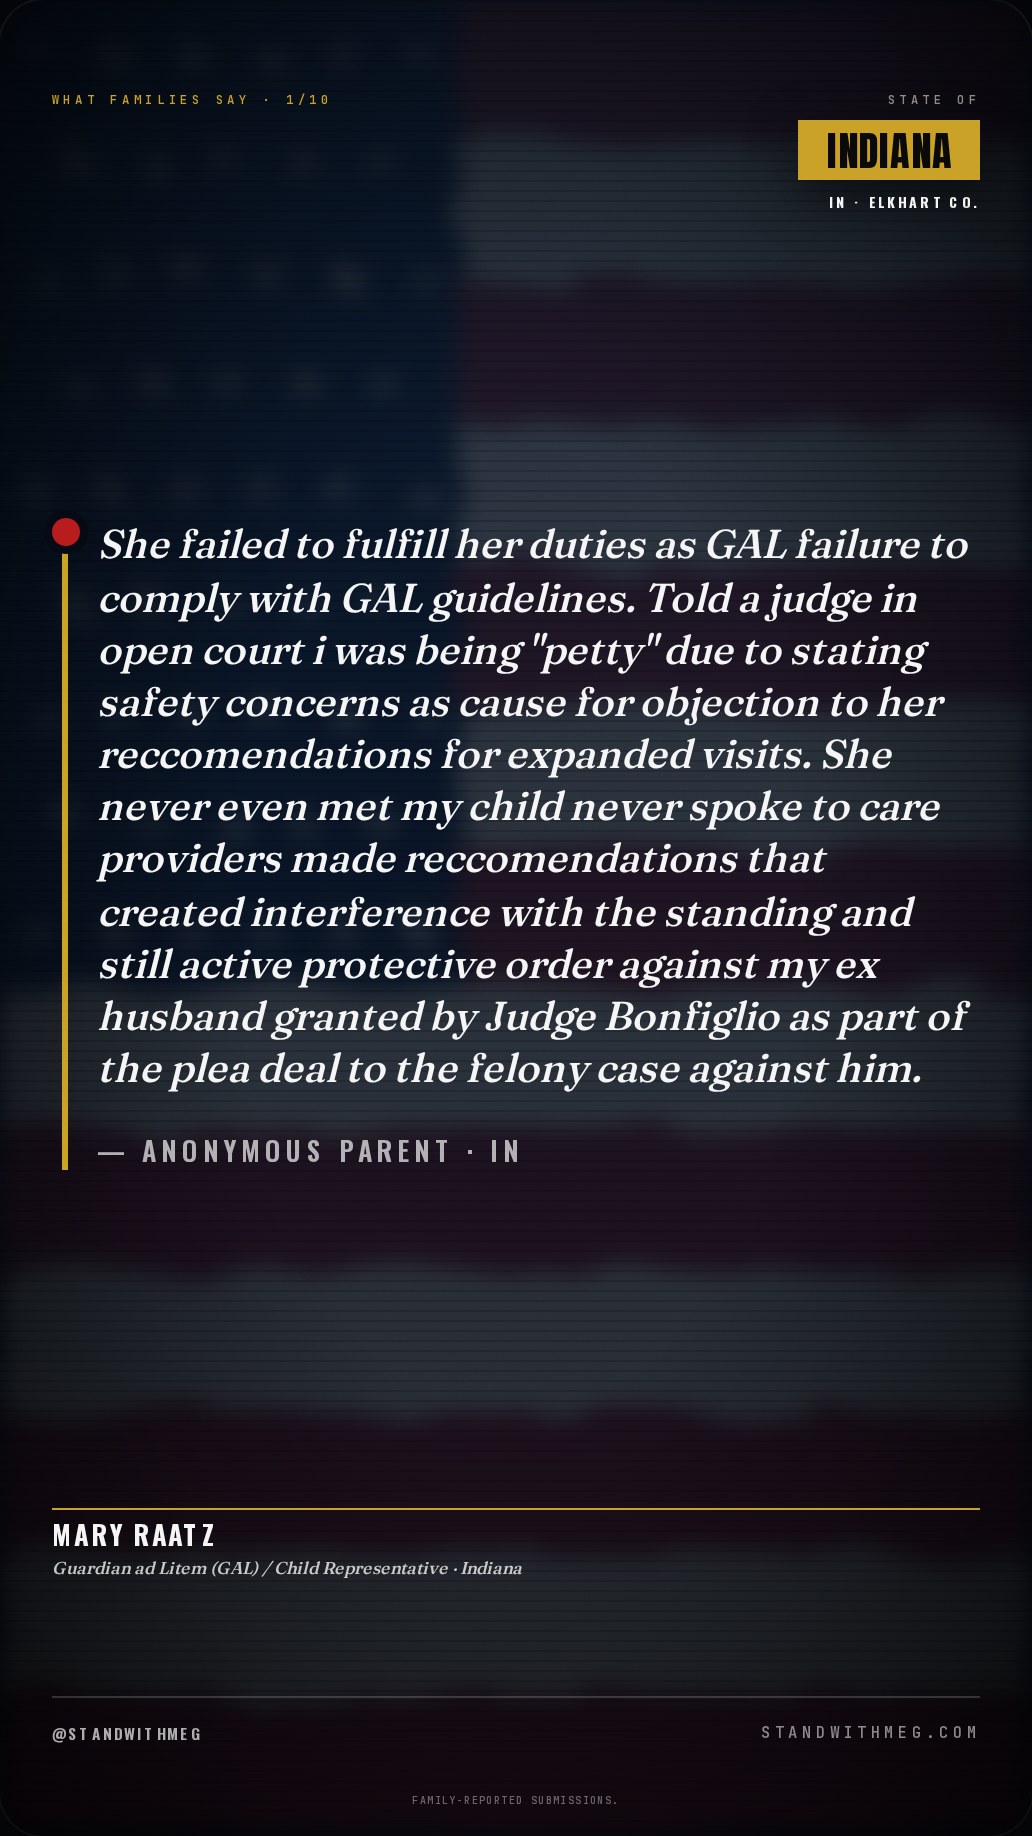 WHAT FAMILIES SAY · 1/10
STATE OF
INDIANA
IN · ELKHART CO.
She failed to fulfill her duties as GAL failure to
comply with GAL guidelines. Told a judge in
open court i was being "petty" due to stating
safety concerns as cause for objection to her
reccomendations for expanded visits. She
never even met my child never spoke to care
providers made reccomendations that
created interference with the standing and
still active protective order against my ex
husband granted by Judge Bonfiglio as part of
the plea deal to the felony case against him.
— ANONYMOUS PARENT · IN
MARY RAATZ
Guardian ad Litem (GAL) / Child Representative · Indiana
@STANDWITHMEG
STANDWITHMEG.COM
FAMILY-REPORTED SUBMISSIONS.